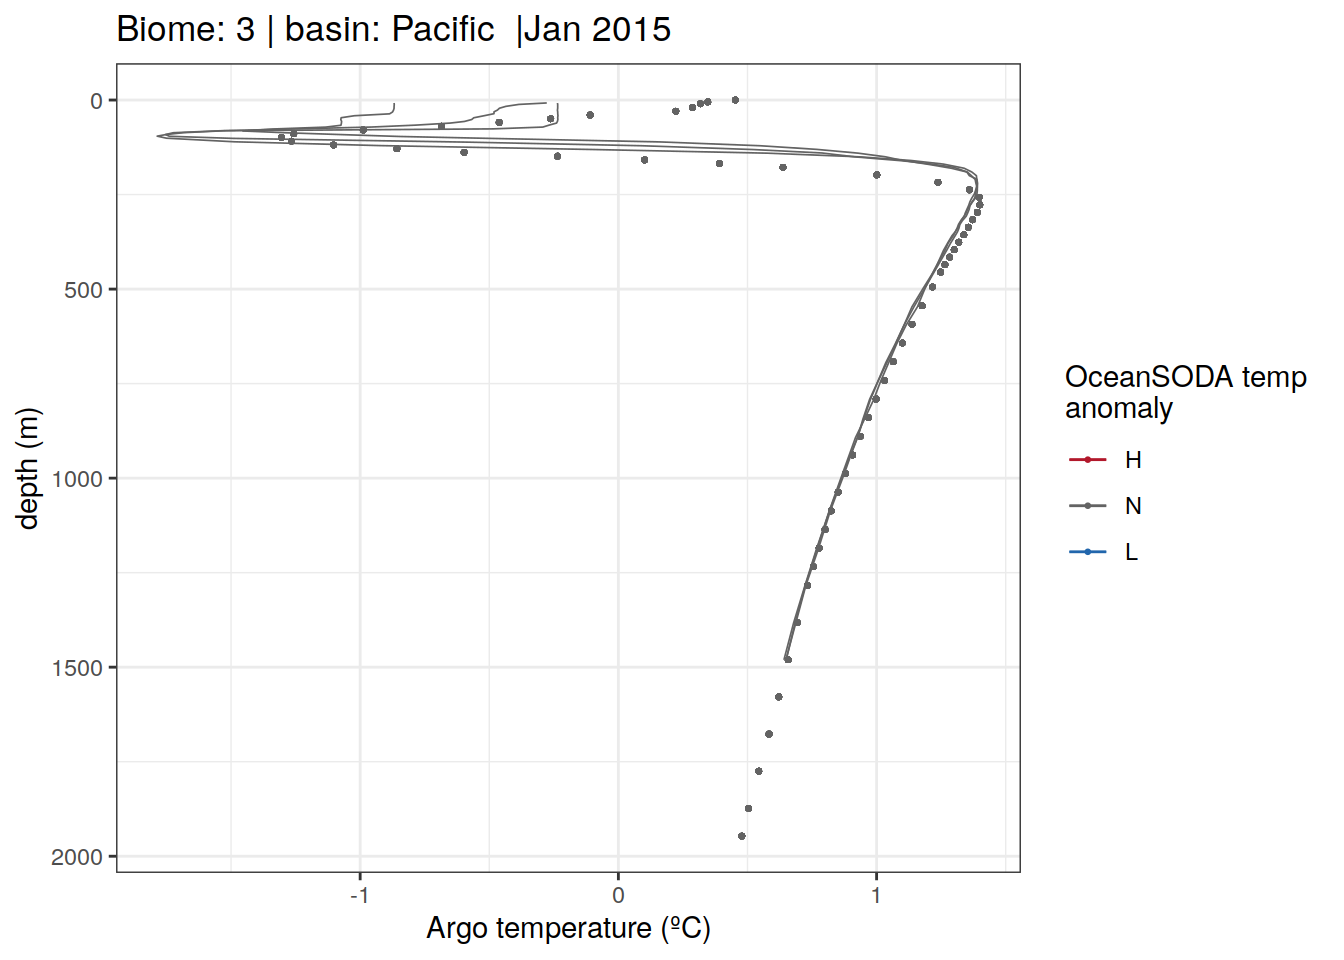 Biome: 3 | basin: Pacific  |Jan 2015
0
500
1000
1500
2000
depth (m)
-1
0
1
Argo temperature (ºC)
OceanSODA temp
anomaly
H
N
L